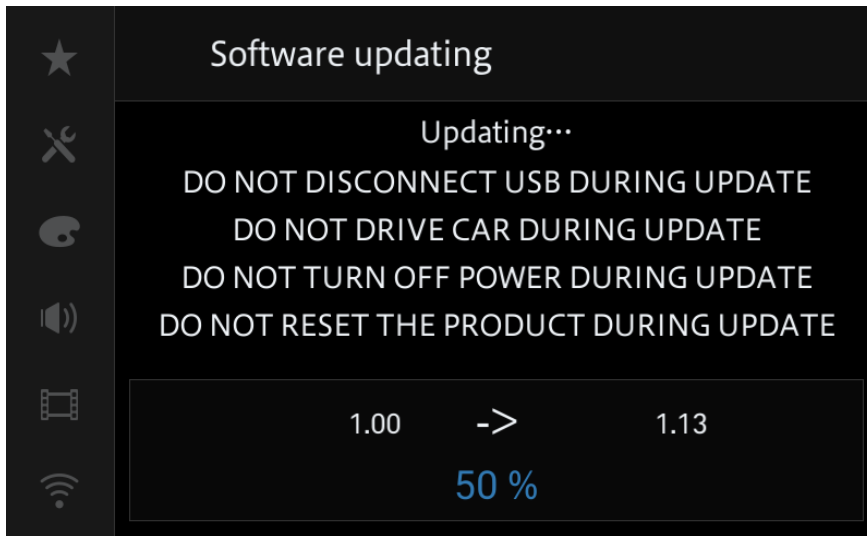 Software updating
Updating···
DO NOT DISCONNECT USB DURING UPDATE
DO NOT DRIVE CAR DURING UPDATE
DO NOT TURN OFF POWER DURING UPDATE
DO NOT RESET THE PRODUCT DURING UPDATE
1.00 -> 1.13
50 %